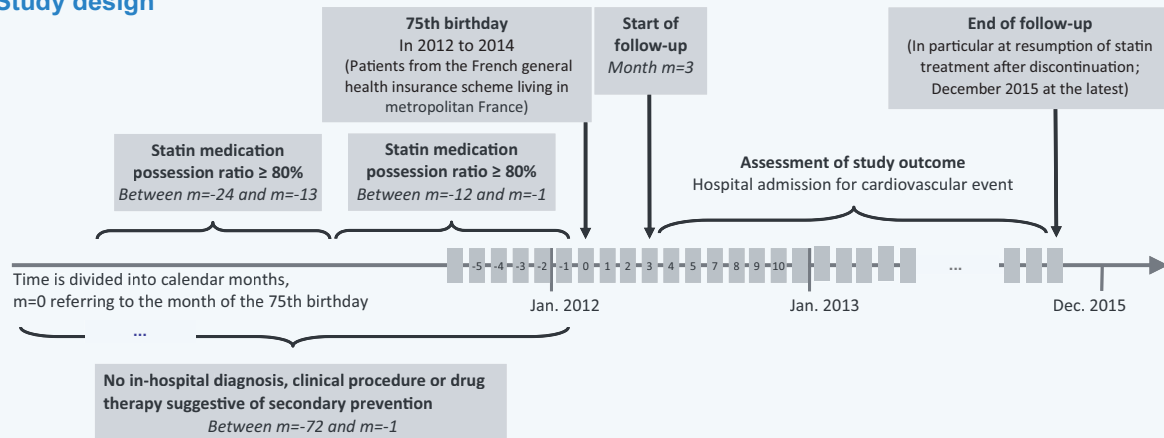 Study design
75th birthday
In 2012 to 2014
(Patients from the French general
health insurance scheme living in
metropolitan France)
Start of
follow-up
Month m=3
End of follow-up
(In particular at resumption of statin
treatment after discontinuation;
December 2015 at the latest)
Statin medication
possession ratio ≥ 80%
Between m=-24 and m=-13
Statin medication
possession ratio ≥ 80%
Between m=-12 and m=-1
Assessment of study outcome
Hospital admission for cardiovascular event
-5 -4 -3 -2 -1 0 1 2 3 4 5 7 8 9 10 ...
Time is divided into calendar months,
m=0 referring to the month of the 75th birthday
Jan. 2012
Jan. 2013
Dec. 2015
...
No in-hospital diagnosis, clinical procedure or drug
therapy suggestive of secondary prevention
Between m=-72 and m=-1